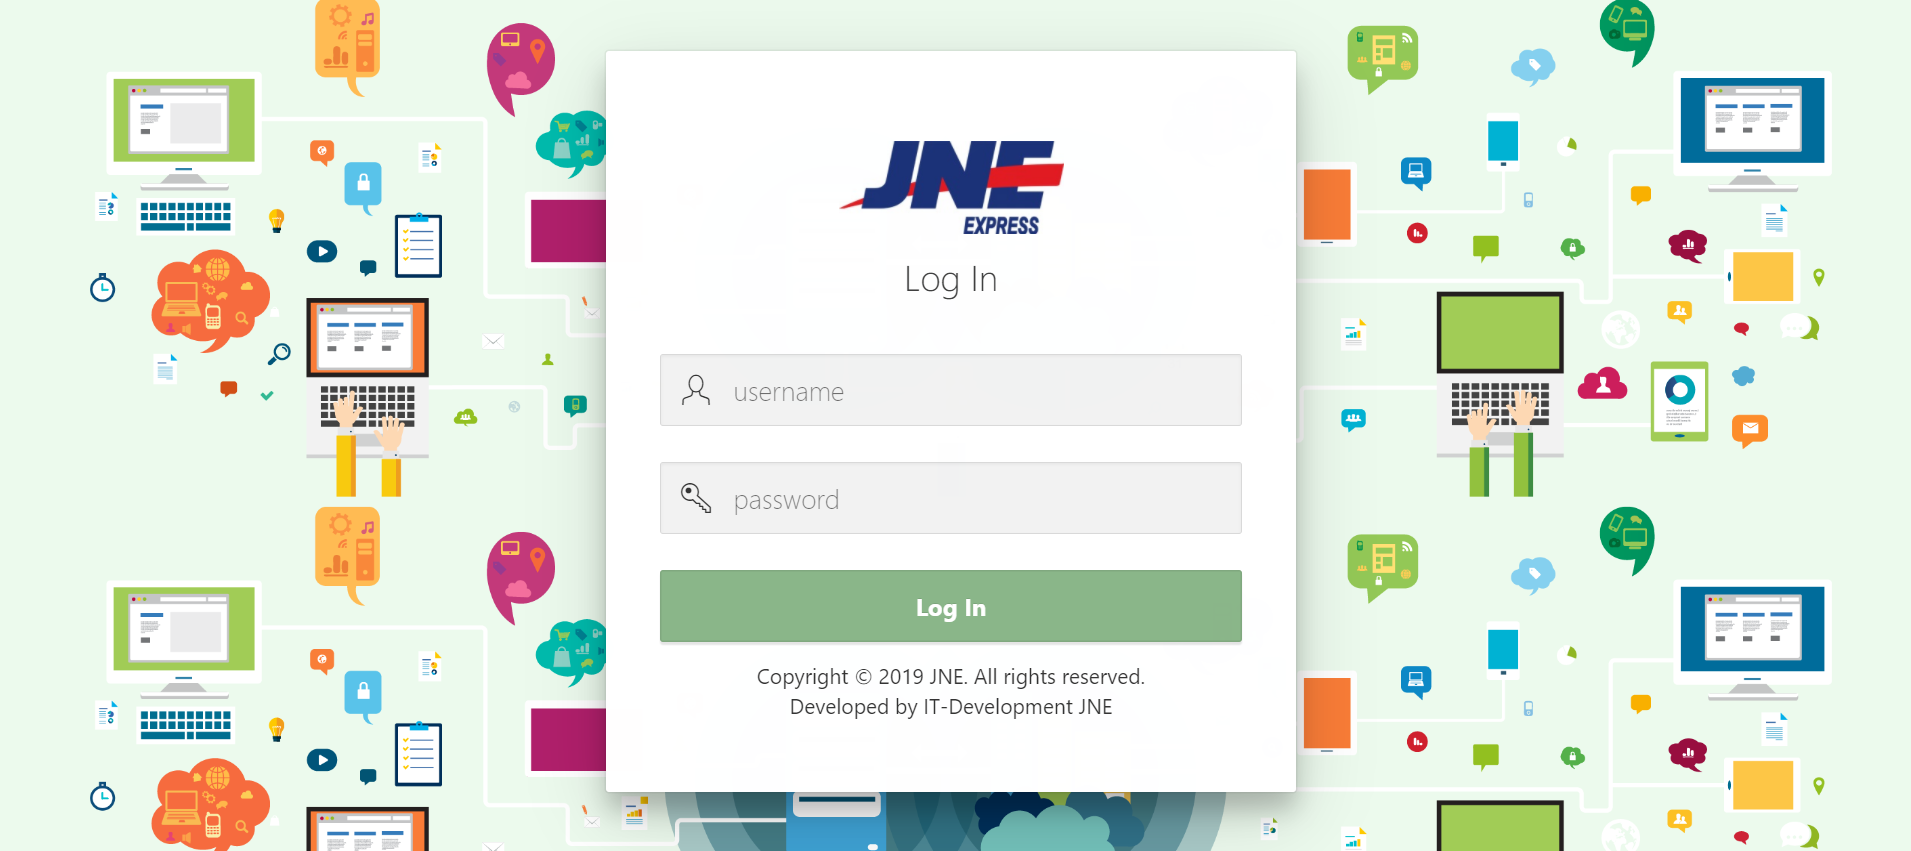 JNE
EXPRESS
Log In
username
password
Log In
Copyright © 2019 JNE. All rights reserved.
Developed by IT-Development JNE